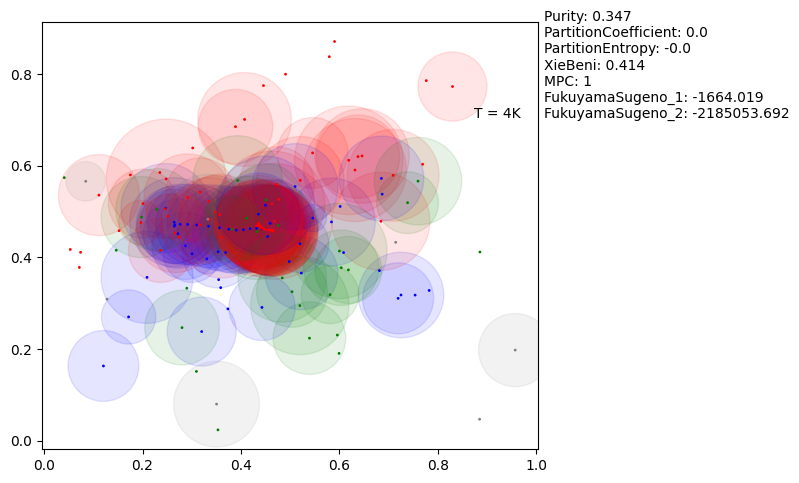 Purity: 0.347
PartitionCoefficient: 0.0
PartitionEntropy: -0.0
XieBeni: 0.414
MPC: 1
FukuyamaSugeno_1: -1664.019
FukuyamaSugeno_2: -2185053.692
T = 4K
0.8
0.6
0.4
0.2
0.0
0.0 0.2 0.4 0.6 0.8 1.0